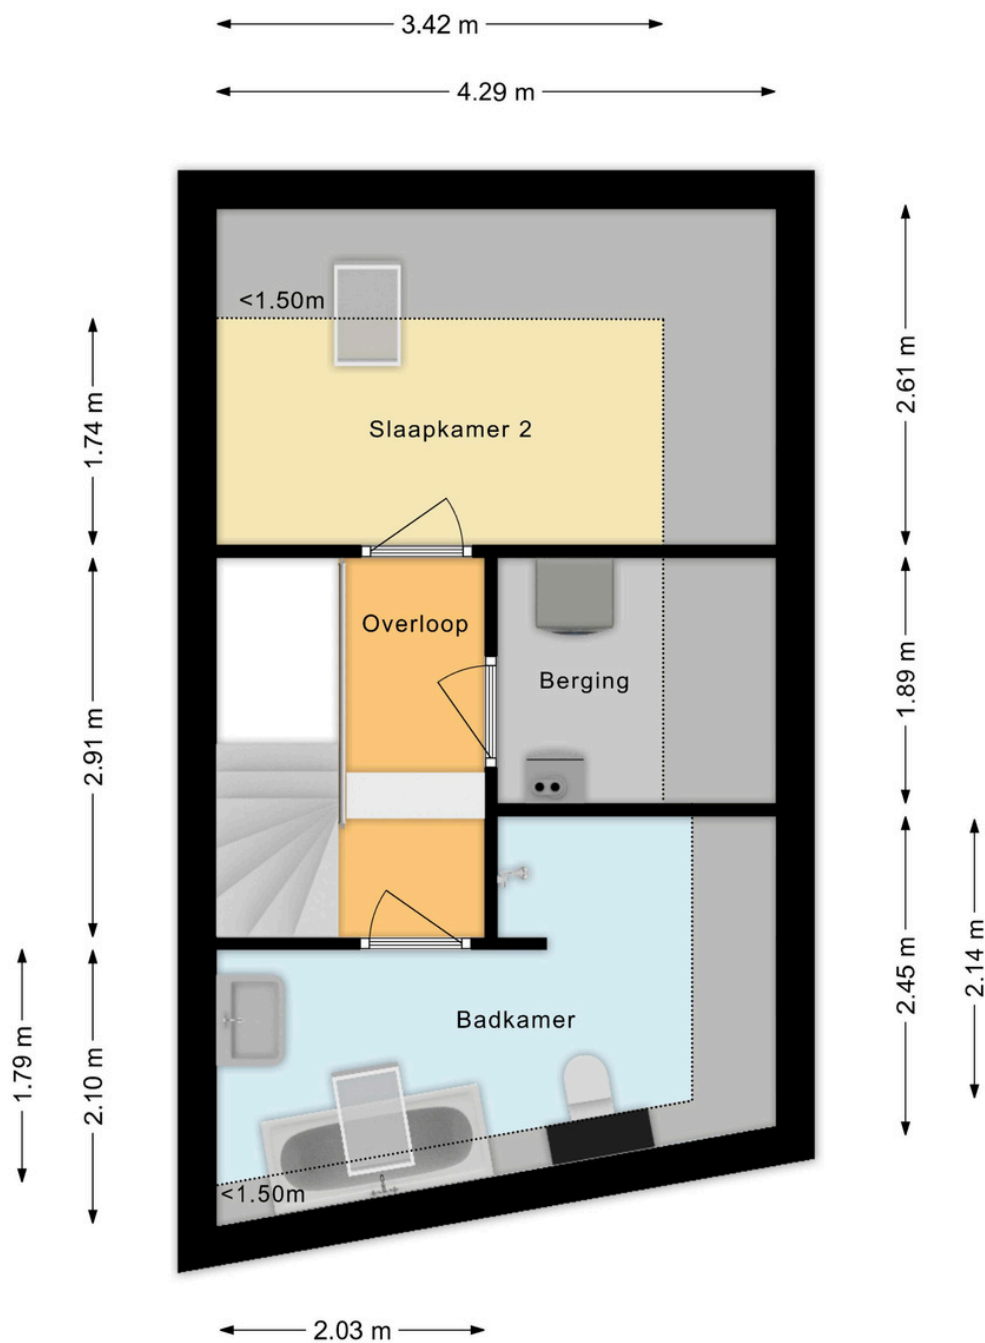 3.42 m
4.29 m
<1.50m
1.74 m
2.61 m
Slaapkamer 2
Overloop
Berging
1.89 m
2.91 m
Badkamer
2.45 m
2.14 m
1.79 m
2.10 m
<1.50m
2.03 m